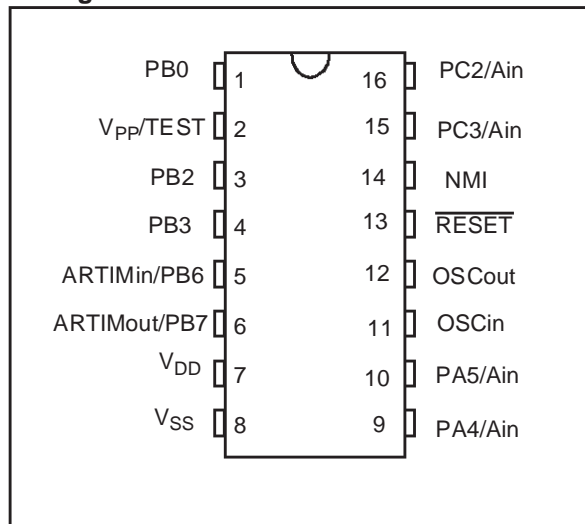 PB0 1 16 PC2/Ain
VPP/TEST 2 15 PC3/Ain
PB2 3 14 NMI
PB3 4 13 RESET
ARTIMin/PB6 5 12 OSCout
ARTIMout/PB7 6 11 OSCin
VDD 7 10 PA5/Ain
VSS 8 9 PA4/Ain